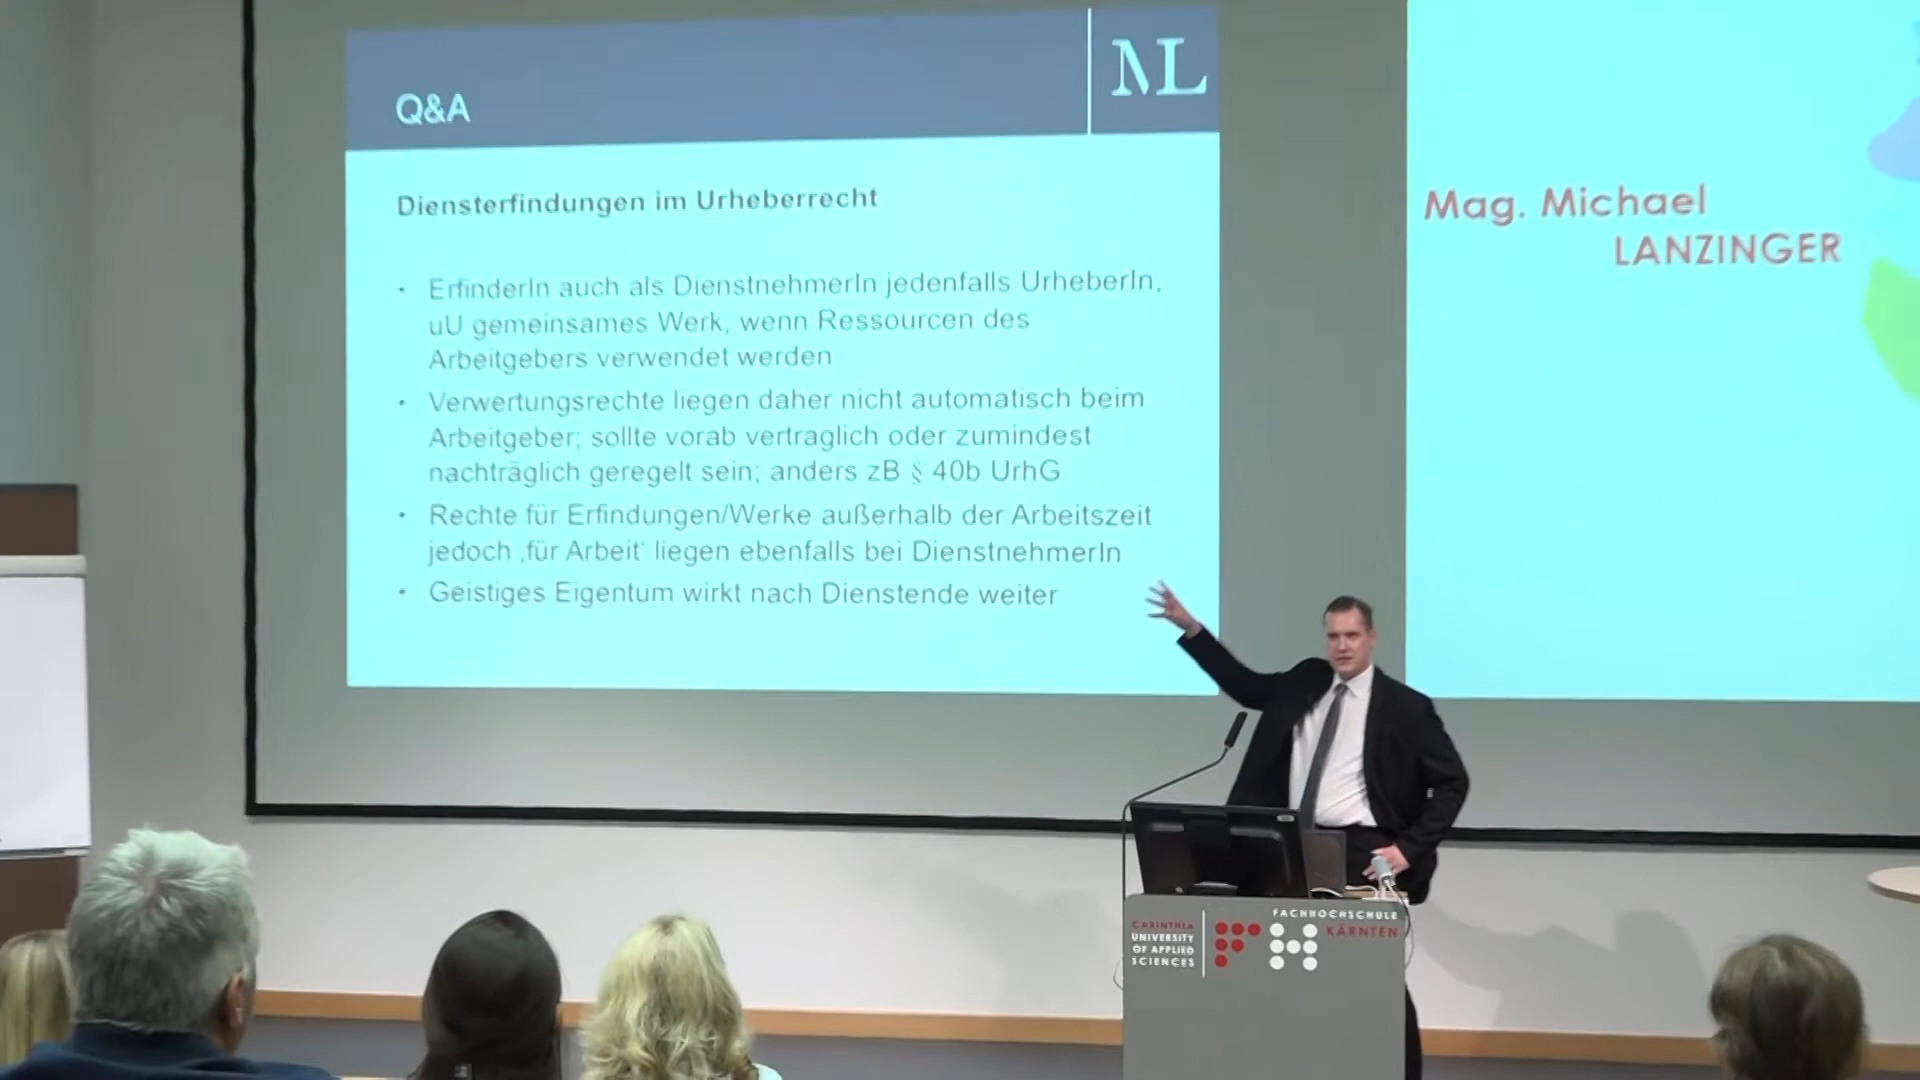 Q&A
ML
Diensterfindungen im Urheberrecht
• ErfinderIn auch als DienstnehmerIn jedenfalls UrheberIn,
uU gemeinsames Werk, wenn Ressourcen des
Arbeitgebers verwendet werden
• Verwertungsrechte liegen daher nicht automatisch beim
Arbeitgeber; sollte vorab vertraglich oder zumindest
nachträglich geregelt sein; anders zB § 40b UrhG
• Rechte für Erfindungen/Werke außerhalb der Arbeitszeit
jedoch ‚für Arbeit‘ liegen ebenfalls bei DienstnehmerIn
• Geistiges Eigentum wirkt nach Dienstende weiter
Mag. Michael
LANZINGER
CARINTHIA
UNIVERSITY
OF APPLIED
SCIENCES
FH
FACHHOCHSCHULE
KÄRNTEN